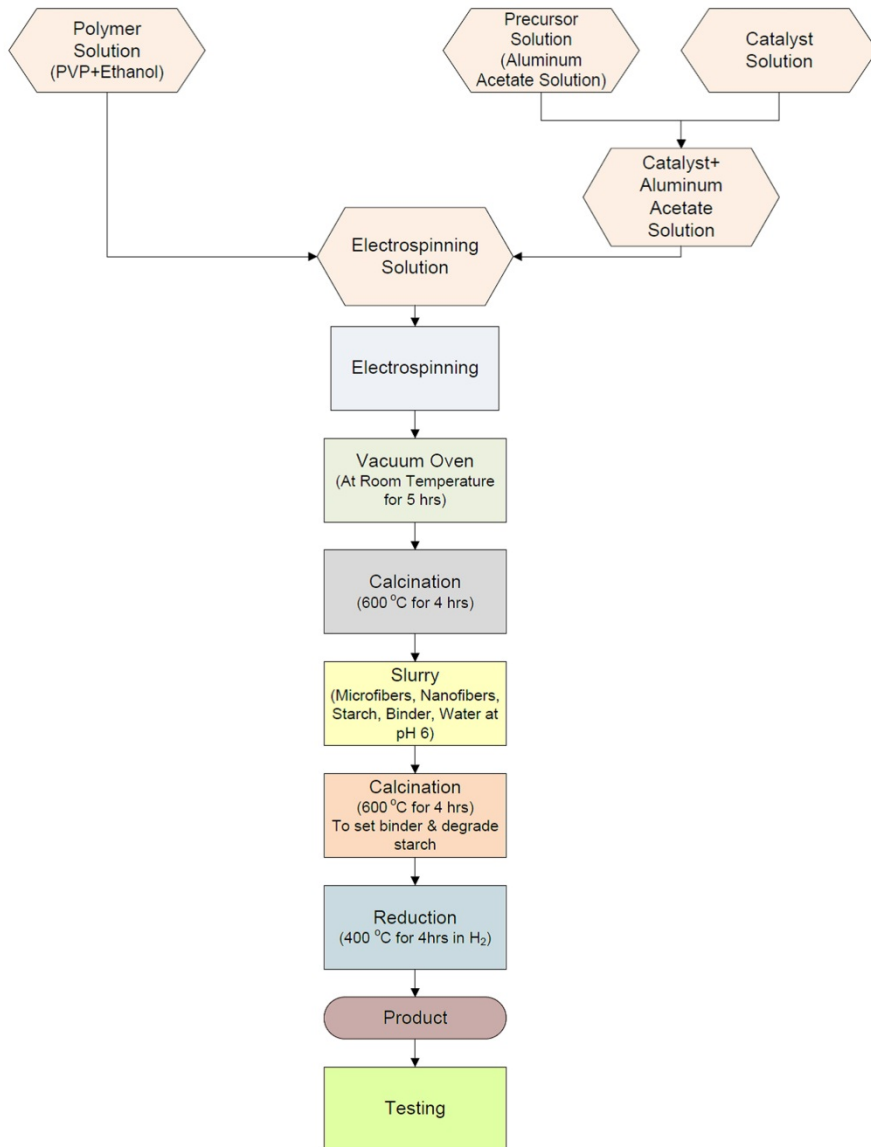 Polymer
Solution
(PVP+Ethanol)
Precursor
Solution
(Aluminum
Acetate Solution)
Catalyst
Solution
Catalyst+
Aluminum
Acetate
Solution
Electrospinning
Solution
Electrospinning
Vacuum Oven
(At Room Temperature
for 5 hrs)
Calcination
(600 °C for 4 hrs)
Slurry
(Microfibers, Nanofibers,
Starch, Binder, Water at
pH 6)
Calcination
(600 °C for 4 hrs)
To set binder & degrade
starch
Reduction
(400 °C for 4hrs in H₂)
Product
Testing